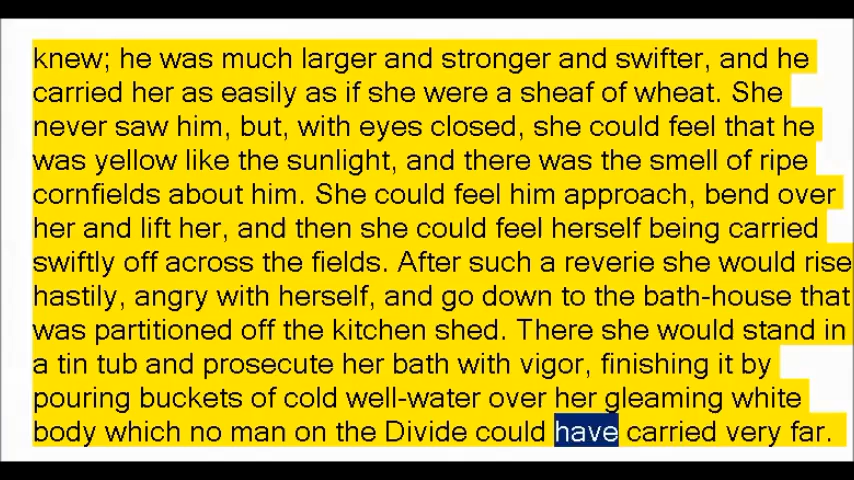 knew; he was much larger and stronger and swifter, and he
carried her as easily as if she were a sheaf of wheat. She
never saw him, but, with eyes closed, she could feel that he
was yellow like the sunlight, and there was the smell of ripe
cornfields about him. She could feel him approach, bend over
her and lift her, and then she could feel herself being carried
swiftly off across the fields. After such a reverie she would rise
hastily, angry with herself, and go down to the bath-house that
was partitioned off the kitchen shed. There she would stand in
a tin tub and prosecute her bath with vigor, finishing it by
pouring buckets of cold well-water over her gleaming white
body which no man on the Divide could have carried very far.